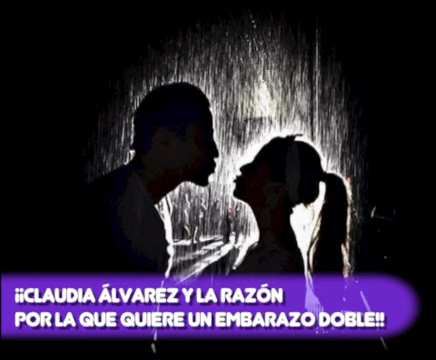 ¡¡CLAUDIA ÁLVAREZ Y LA RAZÓN
POR LA QUE QUIERE UN EMBARAZO DOBLE!!